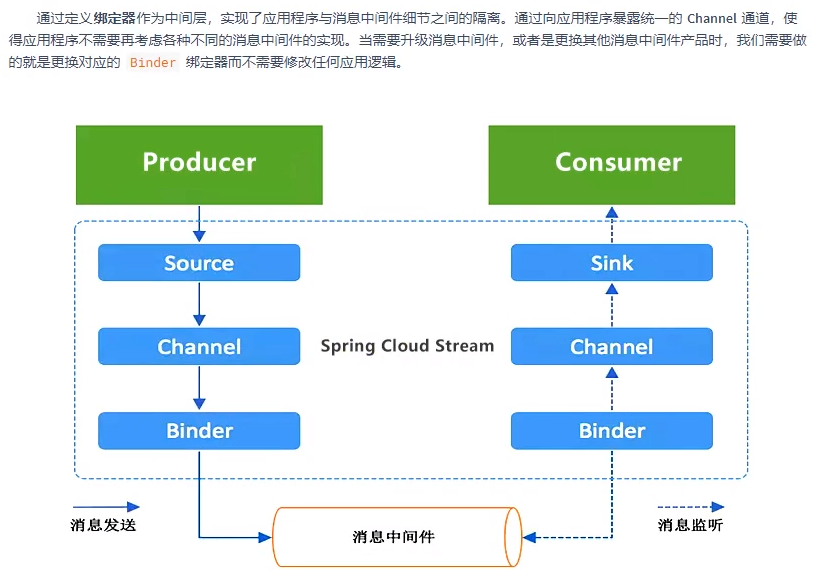 通过定义绑定器作为中间层，实现了应用程序与消息中间件细节之间的隔离。通过向应用程序暴露统一的 Channel 通道，使
得应用程序不需要再考虑各种不同的消息中间件的实现。当需要升级消息中间件，或者是更换其他消息中间件产品时，我们需要做
的就是更换对应的 Binder 绑定器而不需要修改任何应用逻辑。
Producer
Consumer
Source
Sink
Channel
Spring Cloud Stream
Channel
Binder
Binder
消息发送
消息中间件
消息监听